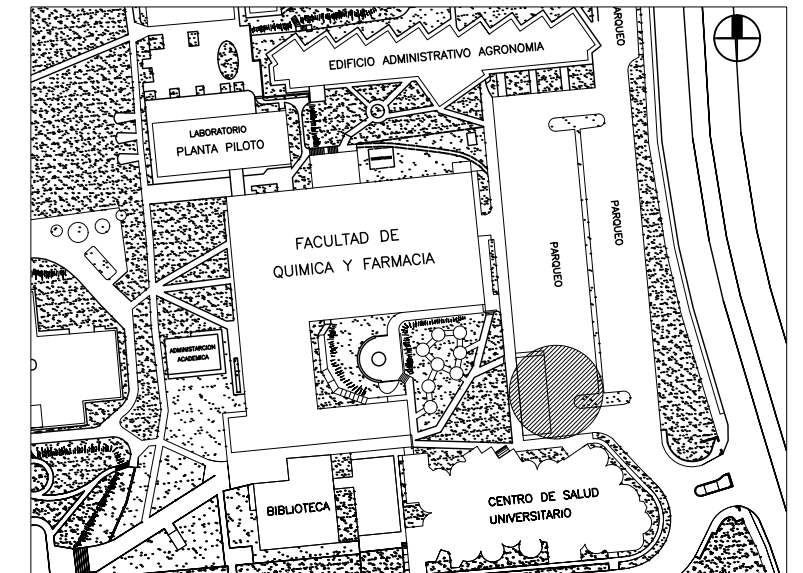 PARQUEO
EDIFICIO ADMINISTRATIVO AGRONOMIA
LABORATORIO
PLANTA PILOTO
PARQUEO
FACULTAD DE
QUIMICA Y FARMACIA
PARQUEO
ADMINISTARCION
ACADEMICA
BIBLIOTECA
CENTRO DE SALUD
UNIVERSITARIO